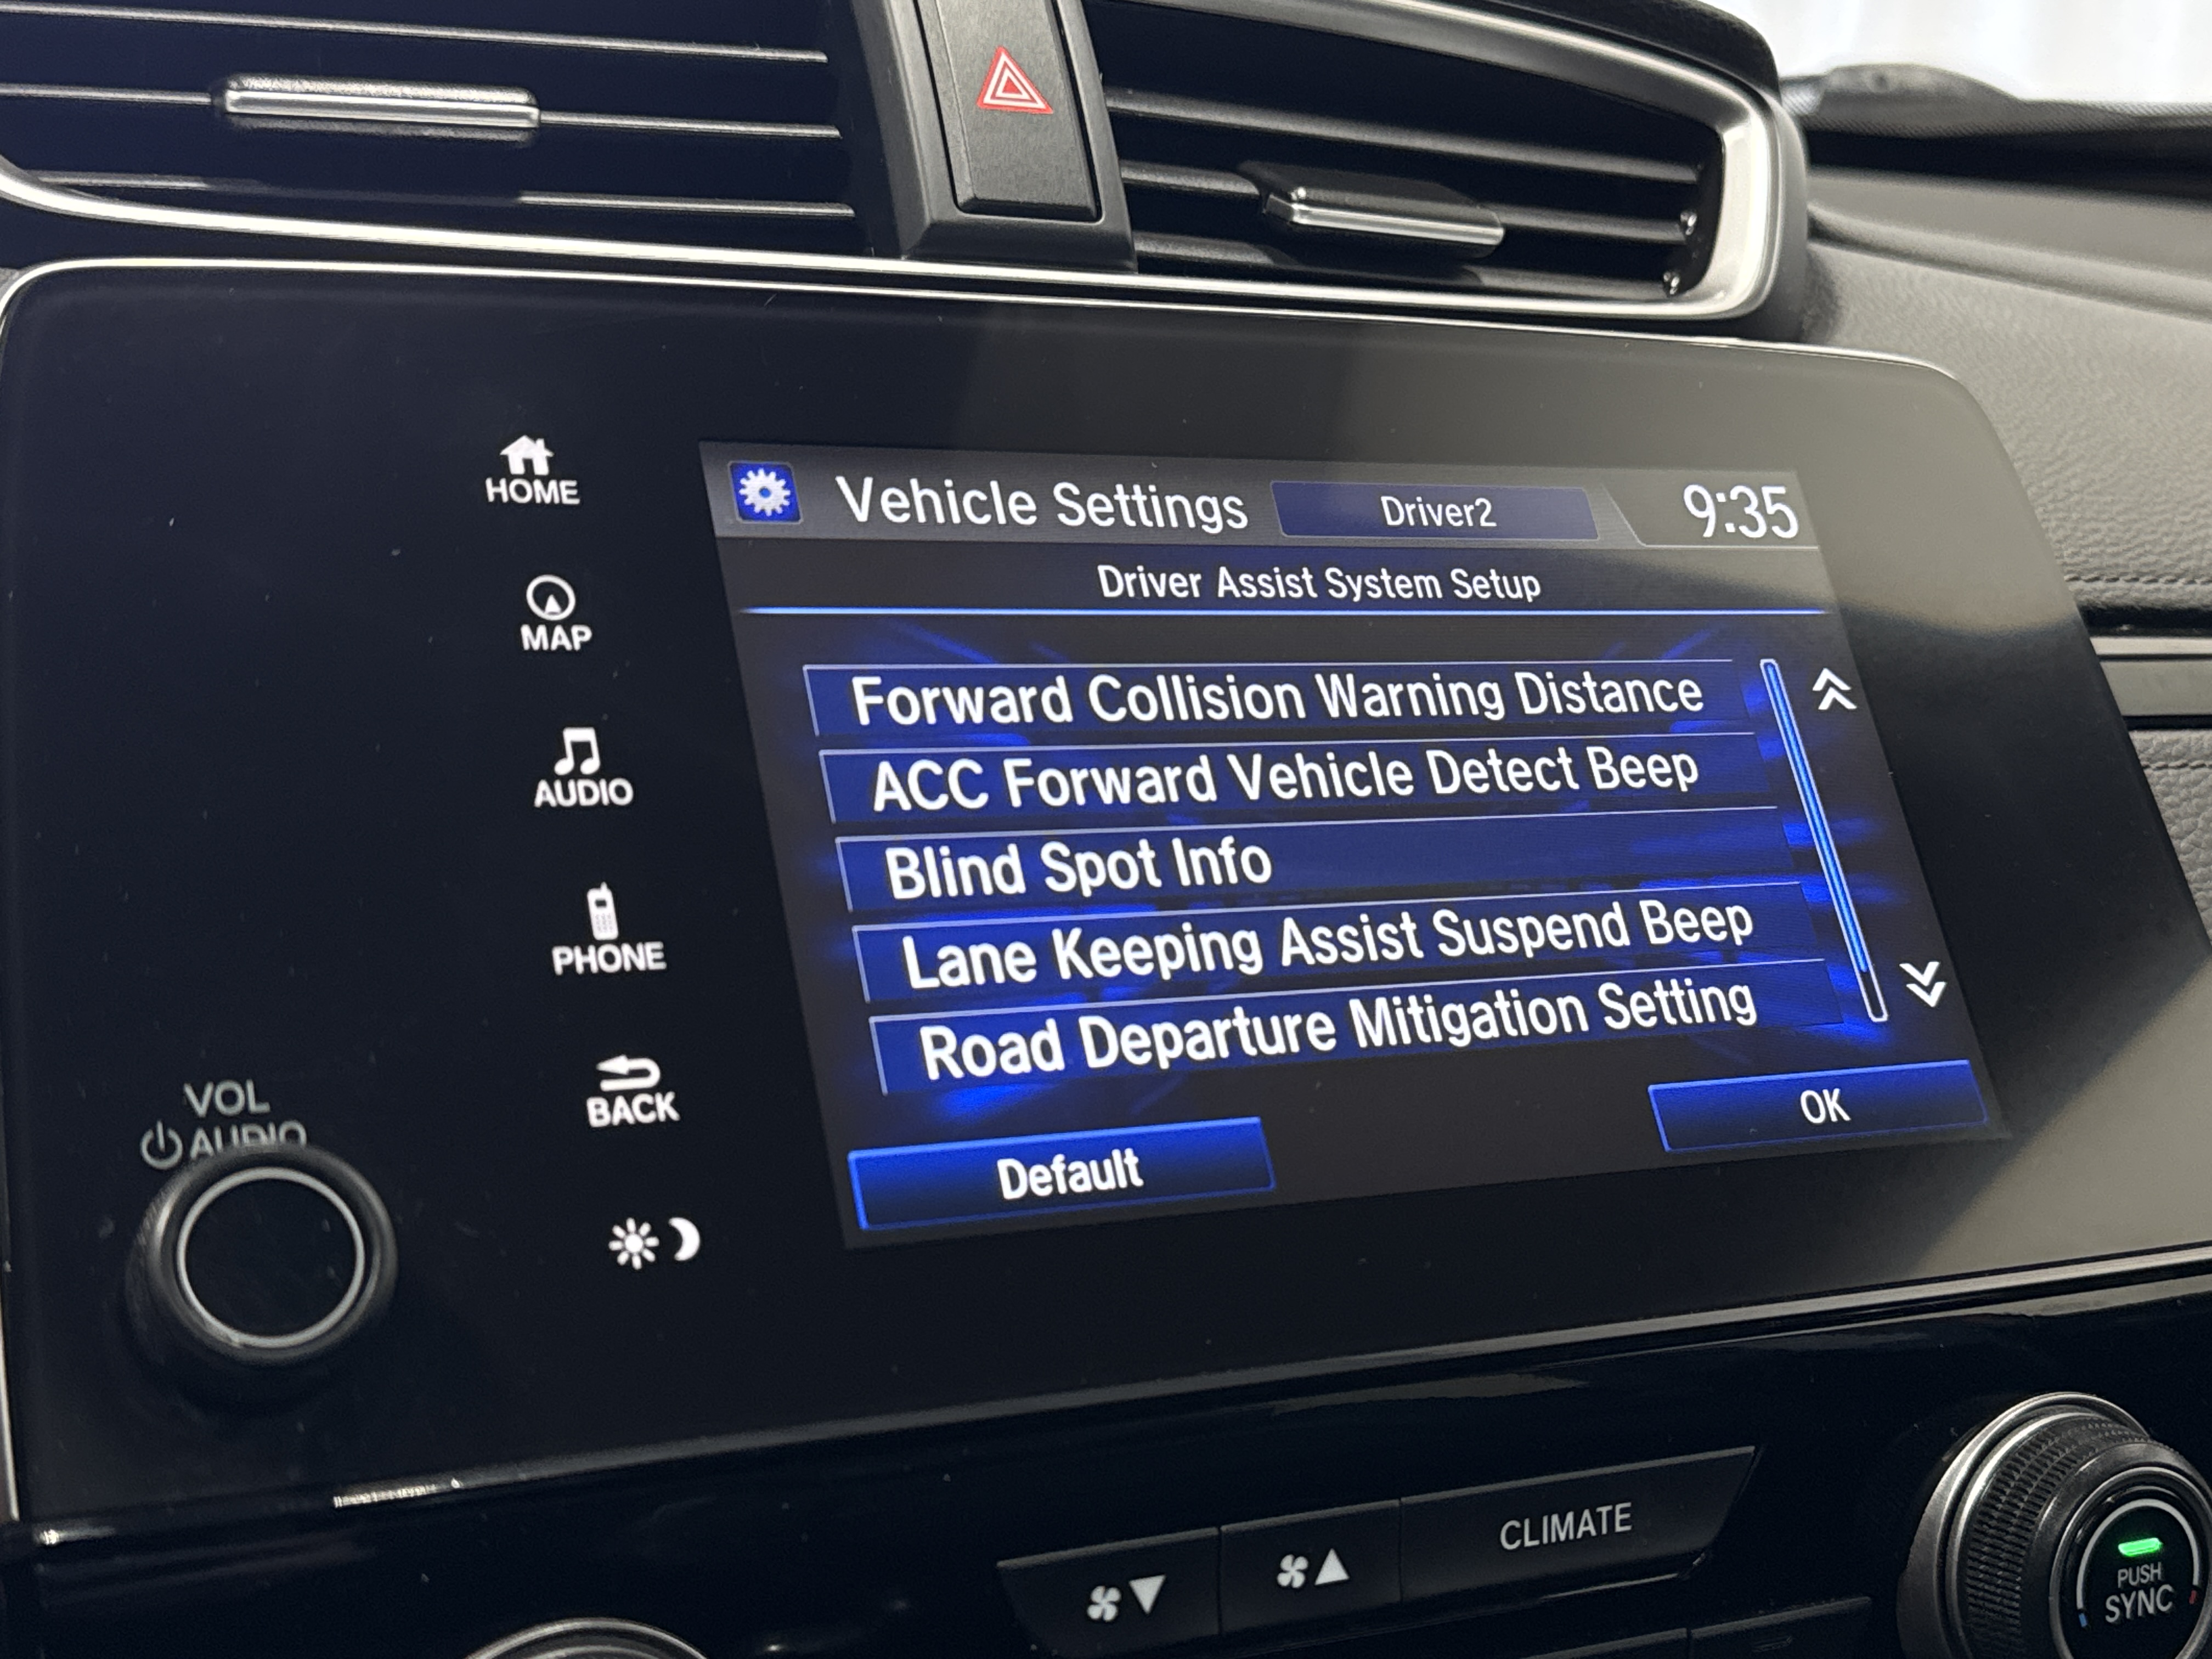 HOME
MAP
AUDIO
PHONE
BACK
VOL
AUDIO
Vehicle Settings
Driver2
9:35
Driver Assist System Setup
Forward Collision Warning Distance
ACC Forward Vehicle Detect Beep
Blind Spot Info
Lane Keeping Assist Suspend Beep
Road Departure Mitigation Setting
Default
OK
CLIMATE
PUSH
SYNC